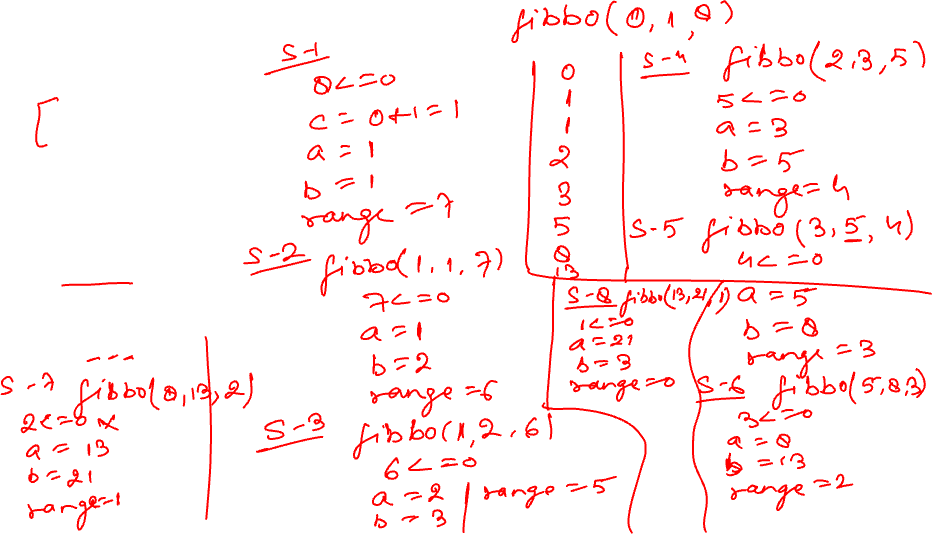 fibbo(0,1,8)
S-1
8<=0
c = 0+1=1
a = 1
b = 1
range =7
S-2 fibbo(1,1,7)
7<=0
a=1
b=2
range=6
S-3 fibbo(1,2,6)
6<=0
a=2
b=3
range=5
0
1
1
2
3
5
8
13
S-4 fibbo(2,3,5)
5<=0
a=3
b=5
range=4
S-5 fibbo(3,5,4)
4<=0
a=5
b=8
range=3
S-6 fibbo(5,8,3)
3<=0
a=8
b=13
range=2
S-7 fibbo(8,13,2)
2<=0 x
a = 13
b=21
range=1
S-8 fibbo(13,21,1)
1<=0
a=21
b=3
range=0